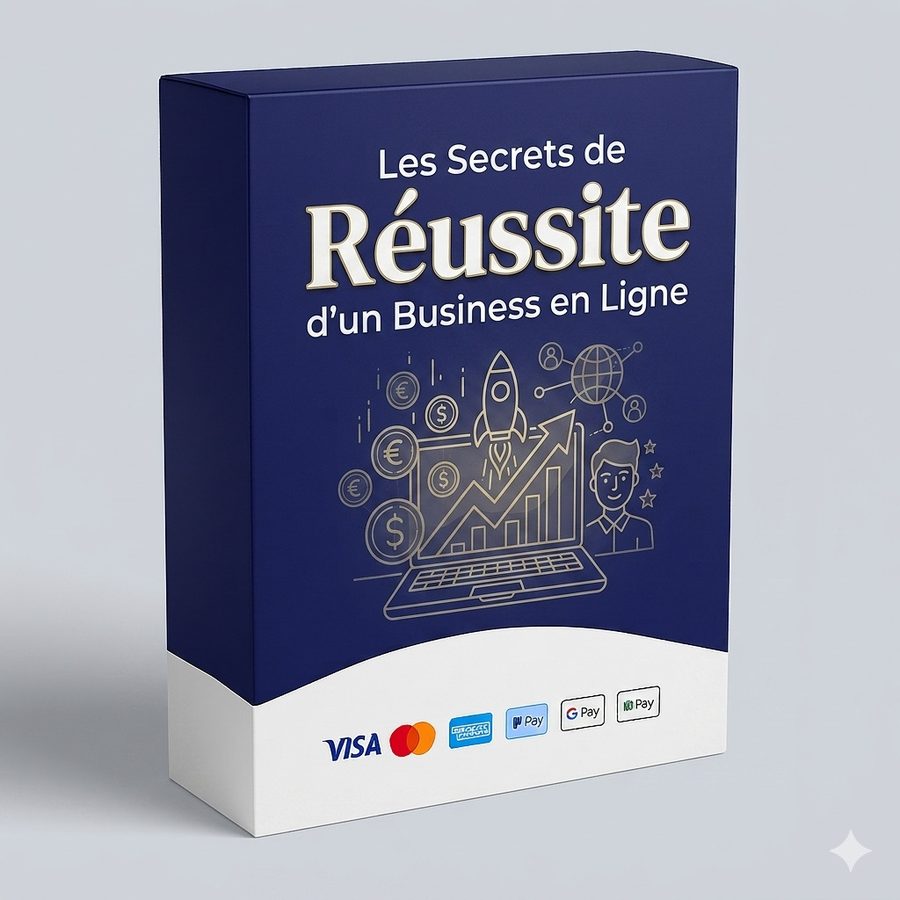 Les Secrets de
Réussite
d’un Business en Ligne
€
$
€
$
€
$
VISA
Pay
G Pay
Pay